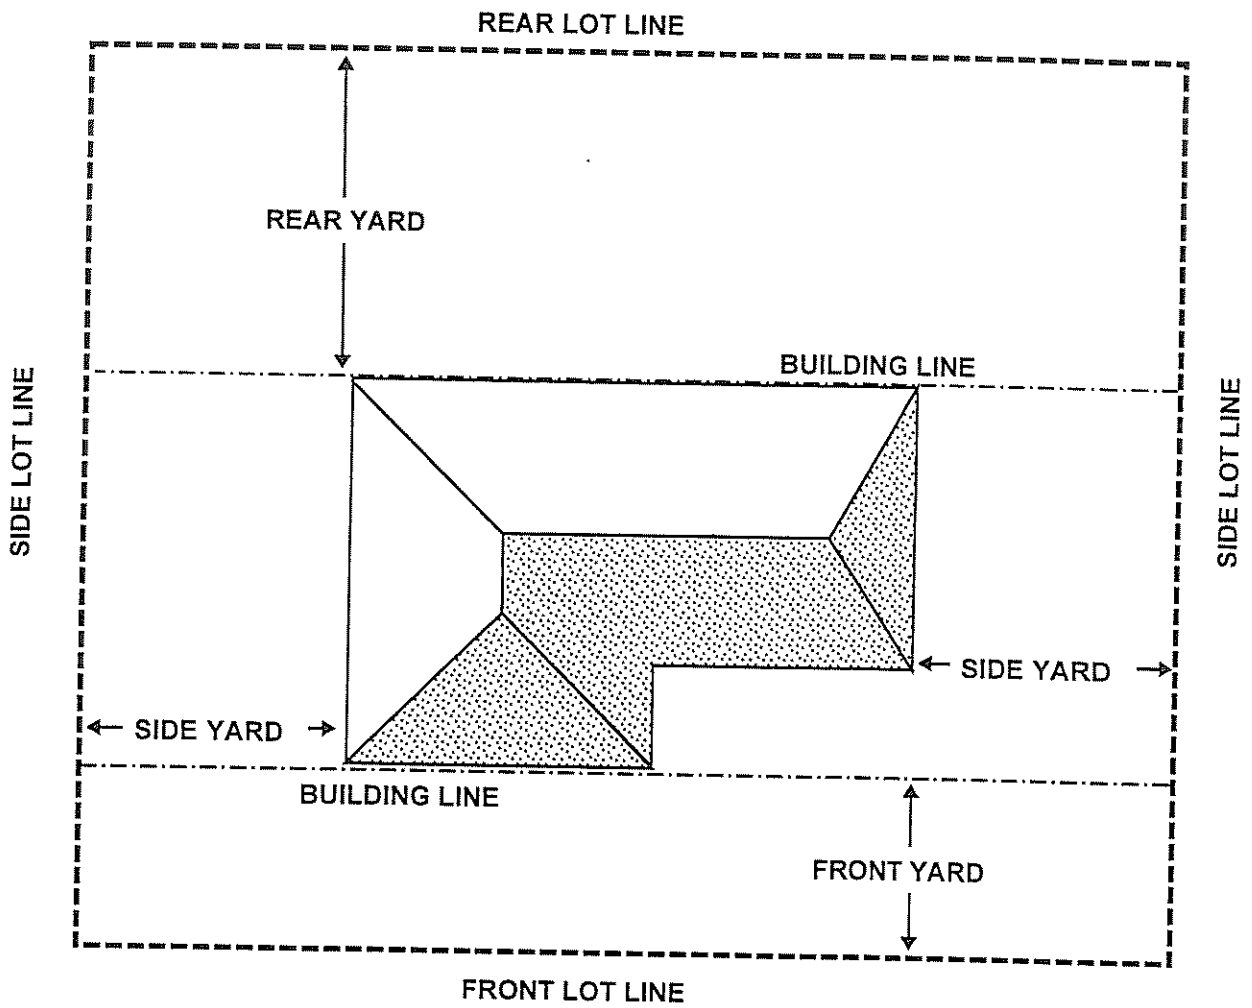 REAR LOT LINE
REAR YARD
BUILDING LINE
SIDE LOT LINE
SIDE LOT LINE
SIDE YARD
SIDE YARD
BUILDING LINE
FRONT YARD
FRONT LOT LINE